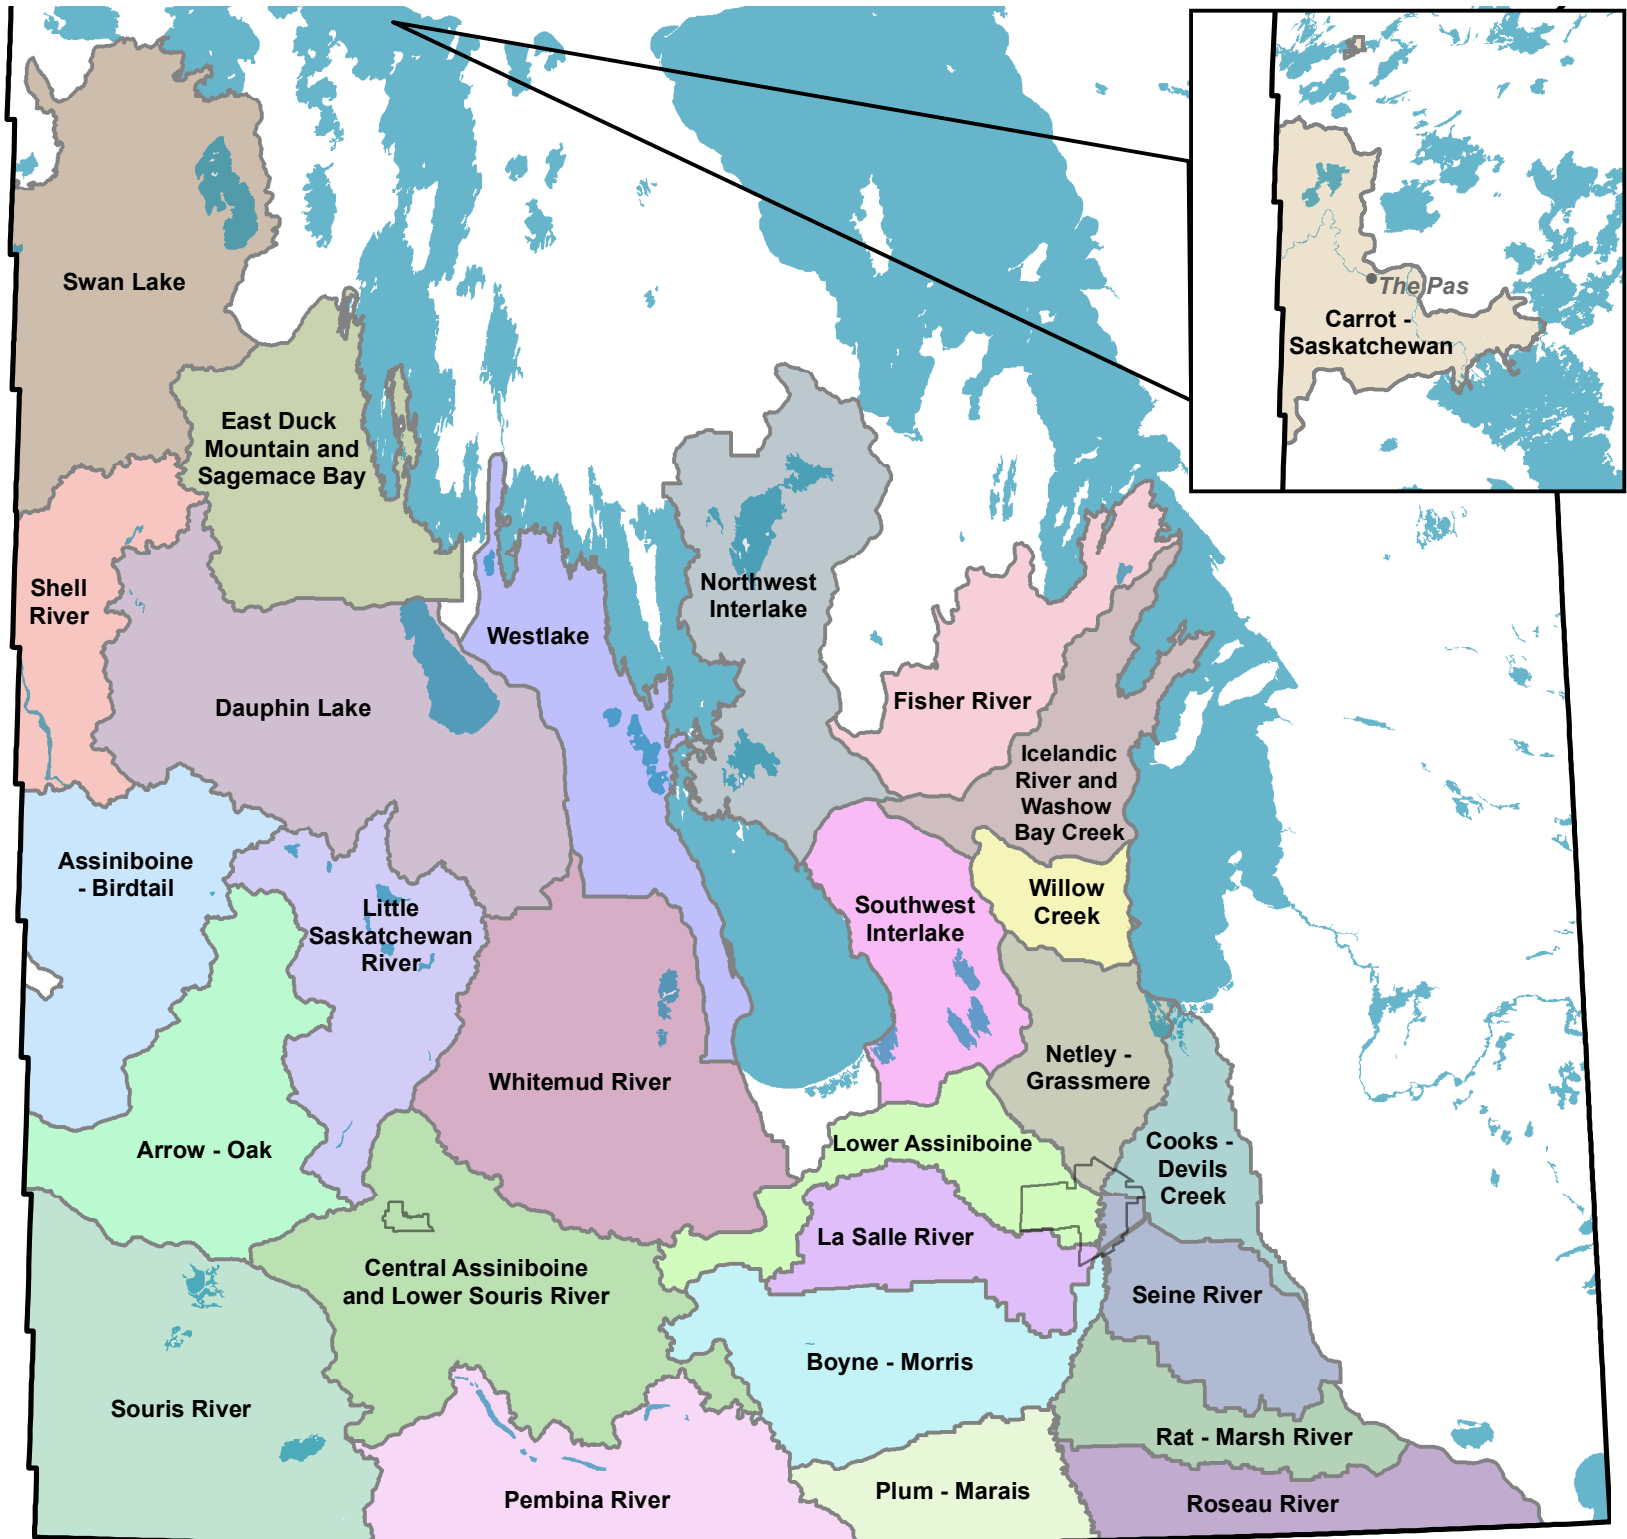 Swan Lake
The Pas
Carrot -
Saskatchewan
East Duck
Mountain and
Sagemace Bay
Shell
River
Northwest
Interlake
Westlake
Dauphin Lake
Fisher River
Icelandic
River and
Washow
Bay Creek
Assiniboine
- Birdtail
Little
Saskatchewan
River
Southwest
Interlake
Willow
Creek
Whitemud River
Netley -
Grassmere
Arrow - Oak
Lower Assiniboine
Cooks -
Devils
Creek
La Salle River
Central Assiniboine
and Lower Souris River
Seine River
Boyne - Morris
Souris River
Rat - Marsh River
Pembina River
Plum - Marais
Roseau River